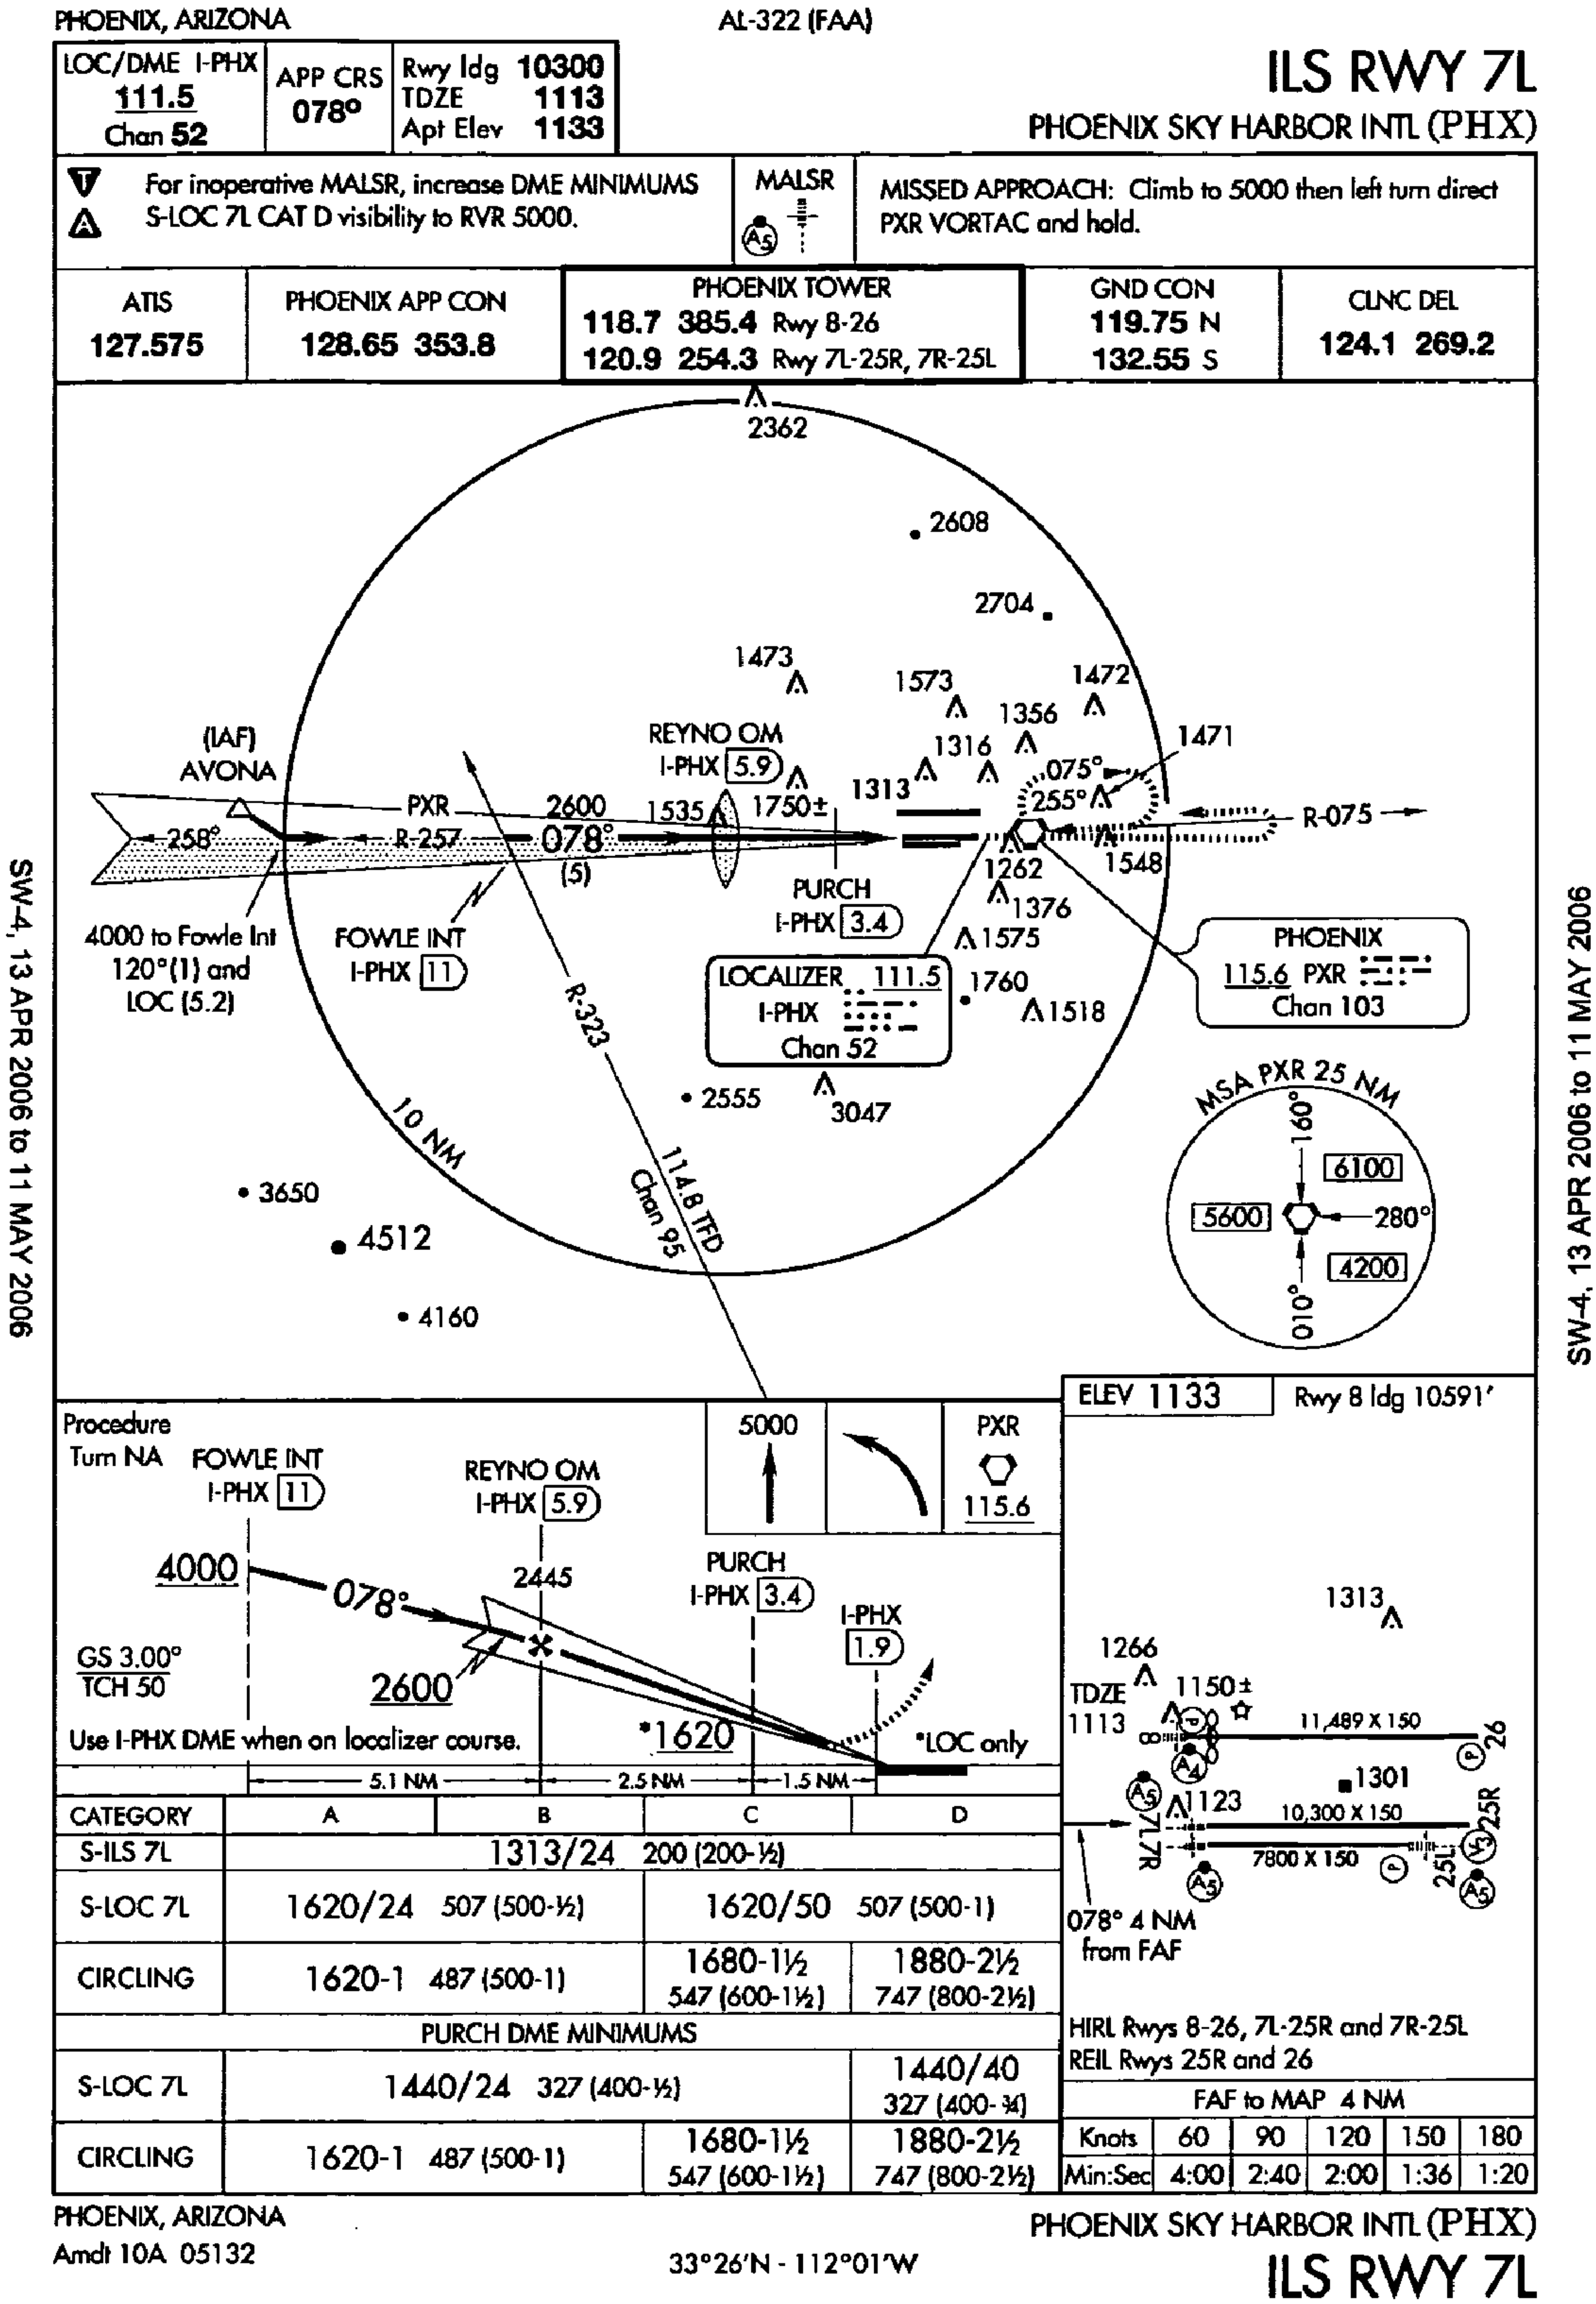 PHOENIX, ARIZONA
AL-322 (FAA)
ILS RWY 7L
PHOENIX SKY HARBOR INTL (PHX)
LOC/DME I-PHX
111.5
Chan 52
APP CRS
078°
Rwy ldg 10300
TDZE 1113
Apt Elev 1133
T
A
For inoperative MALSR, increase DME MINIMUMS
S-LOC 7L CAT D visibility to RVR 5000.
MALSR
A5
MISSED APPROACH: Climb to 5000 then left turn direct
PXR VORTAC and hold.
ATIS
127.575
PHOENIX APP CON
128.65 353.8
PHOENIX TOWER
118.7 385.4 Rwy 8-26
120.9 254.3 Rwy 7L-25R, 7R-25L
GND CON
119.75 N
132.55 S
CLNC DEL
124.1 269.2
2362
2608
2704
1473
1573
1472
1356
1316
1471
1313
(IAF)
AVONA
REYNO OM
I-PHX 5.9
075°
255°
PXR
2600
1535
1750±
R-075
258°
R-257
078°
(5)
1262
1548
PURCH
I-PHX 3.4
1376
1575
4000 to Fowle Int
120°(1) and
LOC (5.2)
FOWLE INT
I-PHX 11
R-323
LOCALIZER 111.5
I-PHX
Chan 52
1760
1518
PHOENIX
115.6 PXR
Chan 103
2555
3047
10 NM
114.8 TFD
Chan 95
3650
4512
4160
MSA PXR 25 NM
160°
6100
5600
280°
4200
010°
SW-4, 13 APR 2006 to 11 MAY 2006
SW-4, 13 APR 2006 to 11 MAY 2006
Procedure
Turn NA
FOWLE INT
I-PHX 11
REYNO OM
I-PHX 5.9
5000
PXR
115.6
4000
078°
2445
PURCH
I-PHX 3.4
I-PHX
1.9
GS 3.00°
TCH 50
2600
*1620
*LOC only
Use I-PHX DME when on localizer course.
5.1 NM
2.5 NM
1.5 NM
CATEGORY A B C D
S-ILS 7L 1313/24 200 (200-½)
S-LOC 7L 1620/24 507 (500-½) 1620/50 507 (500-1)
CIRCLING 1620-1 487 (500-1) 1680-1½ 547 (600-1½) 1880-2½ 747 (800-2½)
PURCH DME MINIMUMS
S-LOC 7L 1440/24 327 (400-½) 1440/40 327 (400-¾)
CIRCLING 1620-1 487 (500-1) 1680-1½ 547 (600-1½) 1880-2½ 747 (800-2½)
ELEV 1133
Rwy 8 ldg 10591'
1313
1266
TDZE
1113
1150±
P
8
11,489 X 150
26
P
A4
1301
A5
1123
10,300 X 150
25R
7L
7R
7800 X 150
P
25L
V3
A5
A5
078° 4 NM
from FAF
HIRL Rwys 8-26, 7L-25R and 7R-25L
REIL Rwys 25R and 26
FAF to MAP 4 NM
Knots 60 90 120 150 180
Min:Sec 4:00 2:40 2:00 1:36 1:20
PHOENIX, ARIZONA
Amdt 10A 05132
33°26'N - 112°01'W
PHOENIX SKY HARBOR INTL (PHX)
ILS RWY 7L